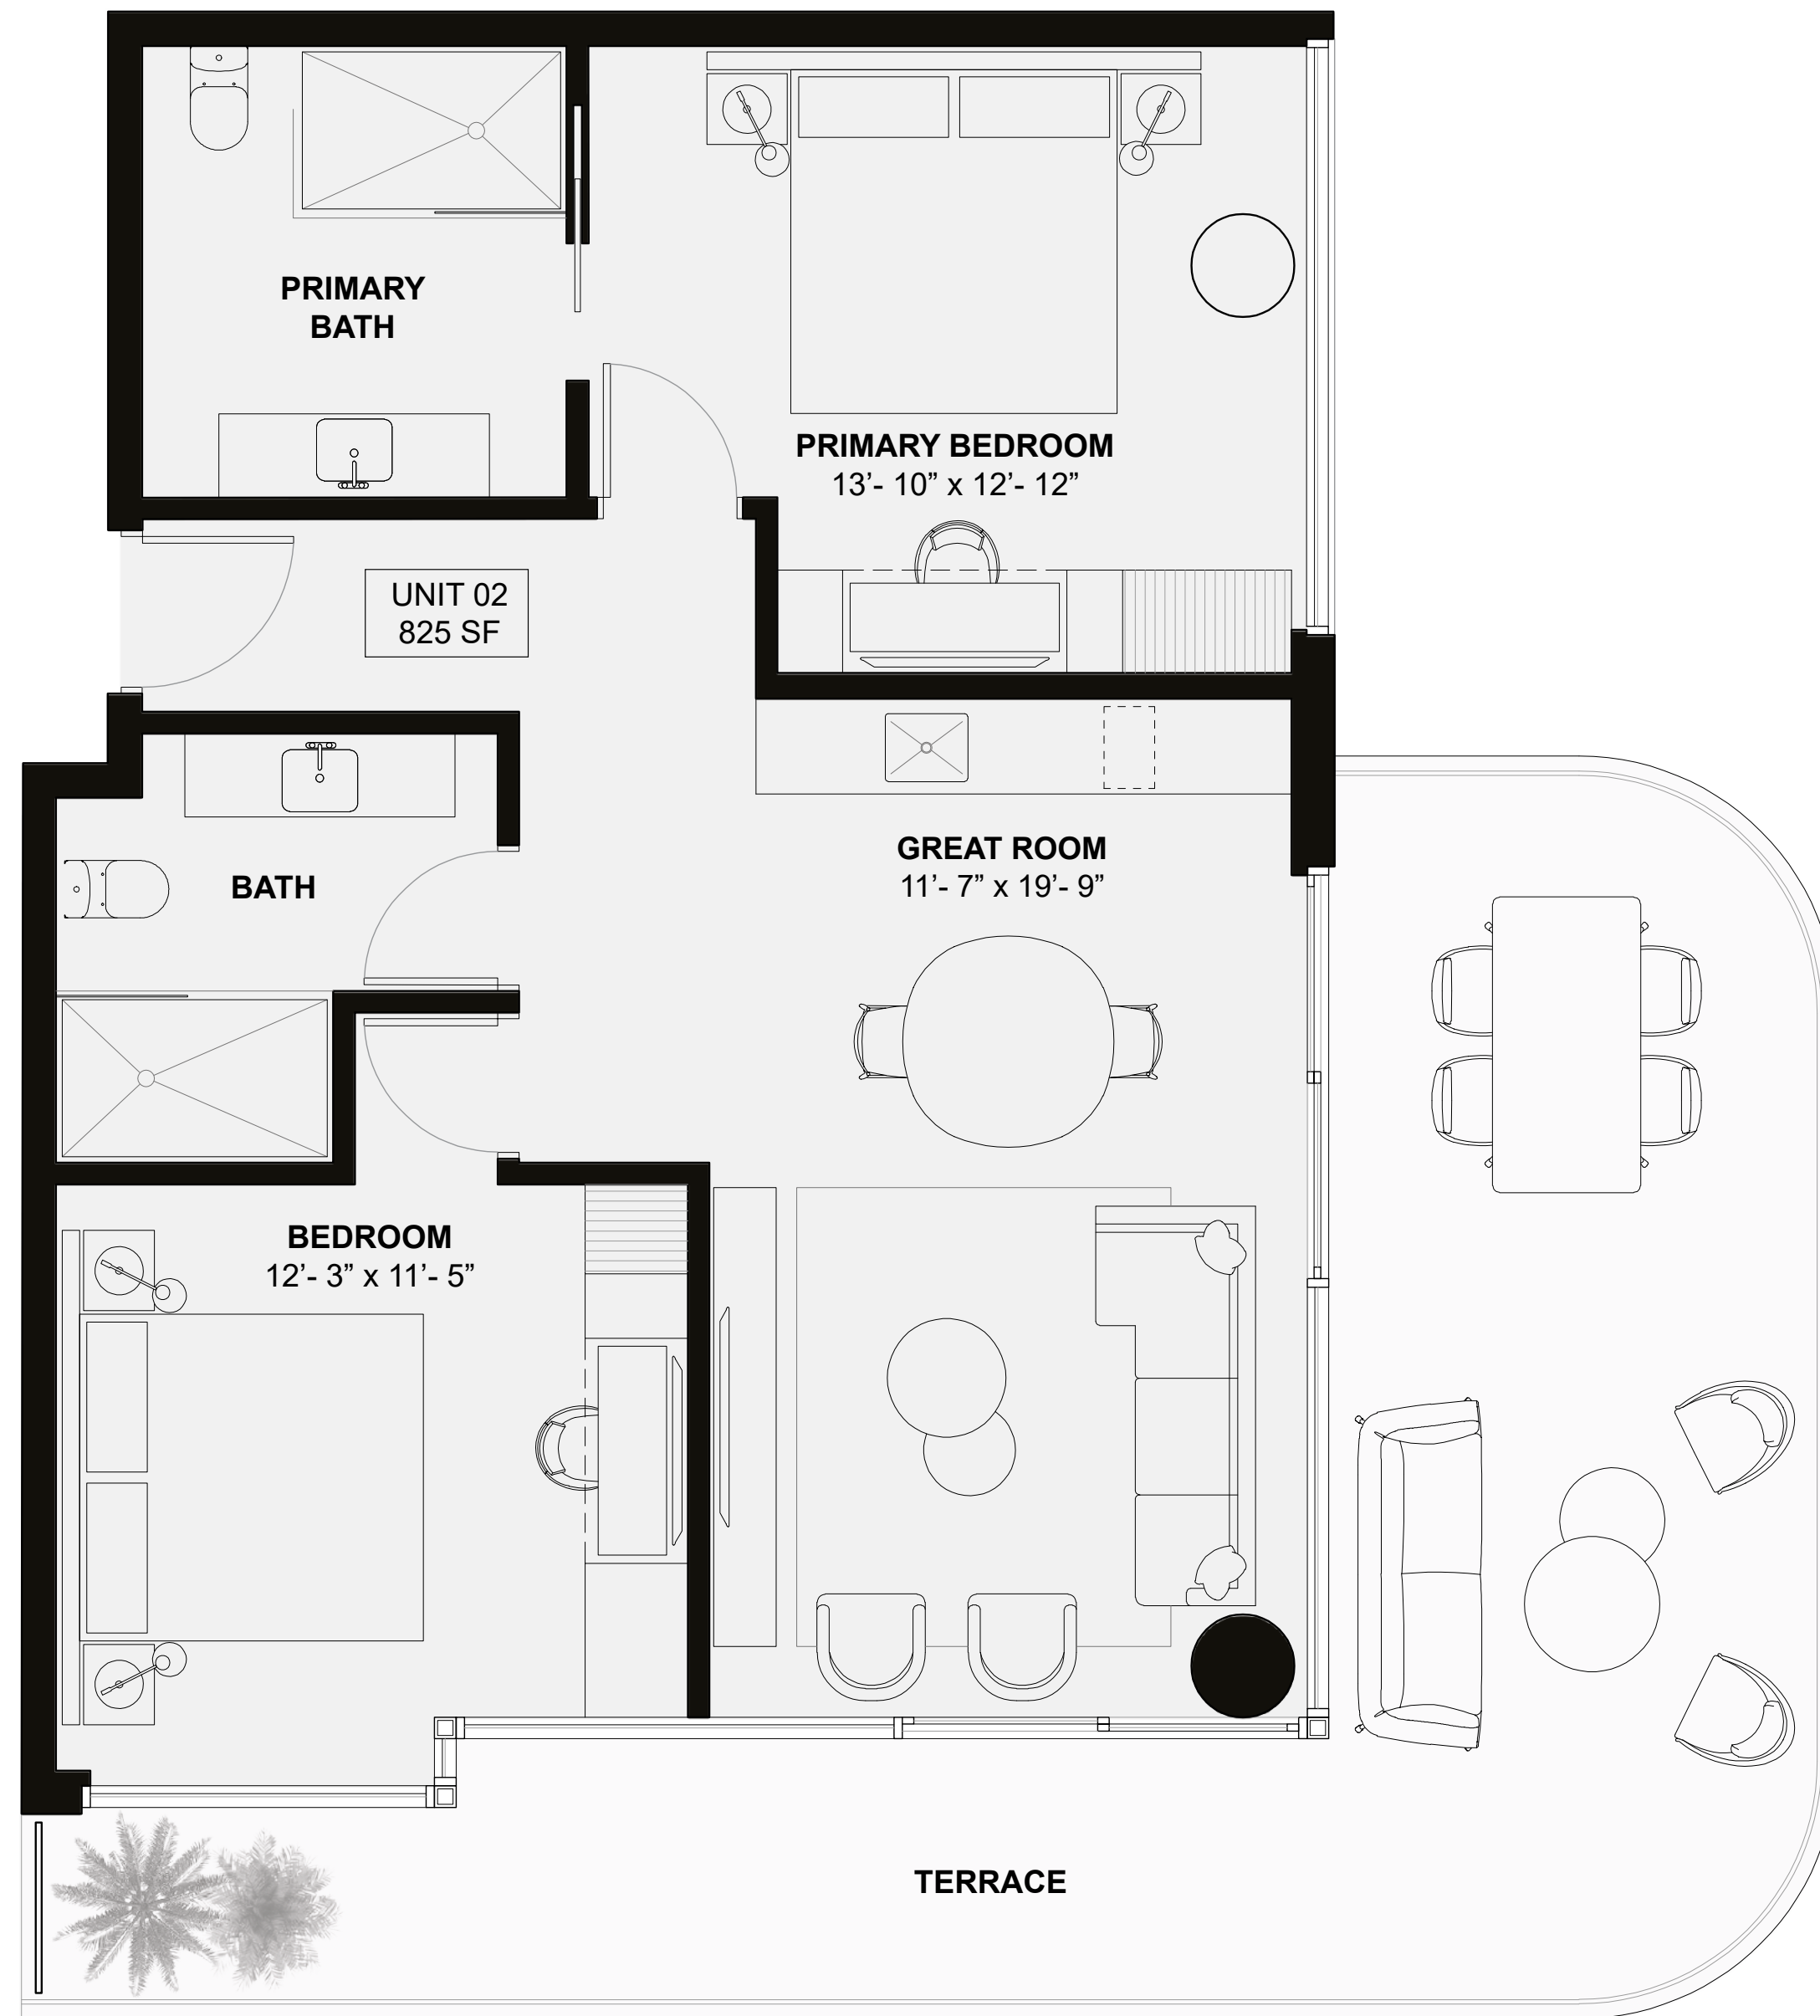 PRIMARY
BATH
PRIMARY BEDROOM
13’- 10” x 12’- 12”
UNIT 02
825 SF
GREAT ROOM
11’- 7” x 19’- 9”
BATH
BEDROOM
12’- 3” x 11’- 5”
TERRACE